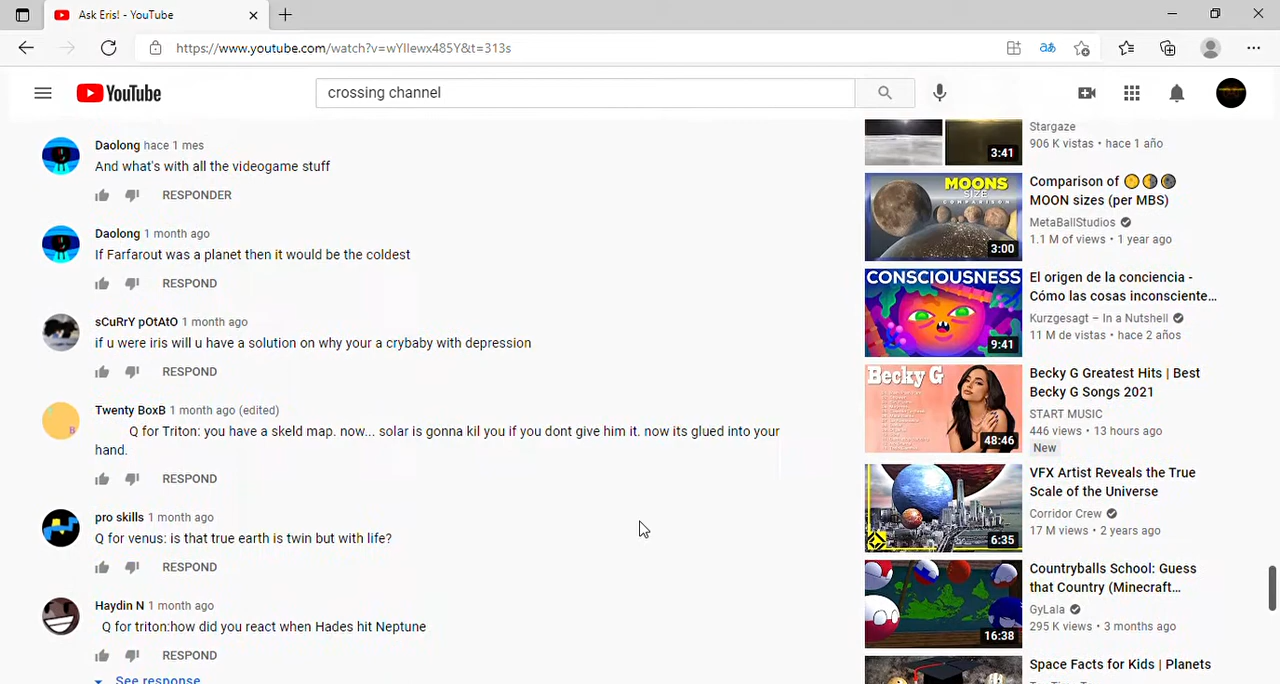 Ask Eris! - YouTube
https://www.youtube.com/watch?v=wYIIewx485Y&t=313s
YouTube
crossing channel
Daolong hace 1 mes
And what's with all the videogame stuff
RESPONDER
Daolong 1 month ago
If Farfarout was a planet then it would be the coldest
RESPOND
sCuRrY pOtAtO 1 month ago
if u were iris will u have a solution on why your a crybaby with depression
RESPOND
Twenty BoxB 1 month ago (edited)
Q for Triton: you have a skeld map. now... solar is gonna kil you if you dont give him it. now its glued into your
hand.
RESPOND
pro skills 1 month ago
Q for venus: is that true earth is twin but with life?
RESPOND
Haydin N 1 month ago
Q for triton:how did you react when Hades hit Neptune
RESPOND
See response
3:41
Stargaze
906 K vistas • hace 1 año
MOONS
SIZE
COMPARISON
3:00
Comparison of 🌕🌗🌑
MOON sizes (per MBS)
MetaBallStudios
1.1 M of views • 1 year ago
CONSCIOUSNESS
9:41
El origen de la conciencia -
Cómo las cosas inconsciente...
Kurzgesagt – In a Nutshell
11 M de vistas • hace 2 años
Becky G
48:46
Becky G Greatest Hits | Best
Becky G Songs 2021
START MUSIC
446 views • 13 hours ago
New
6:35
VFX Artist Reveals the True
Scale of the Universe
Corridor Crew
17 M views • 2 years ago
16:38
Countryballs School: Guess
that Country (Minecraft...
GyLala
295 K views • 3 months ago
Space Facts for Kids | Planets